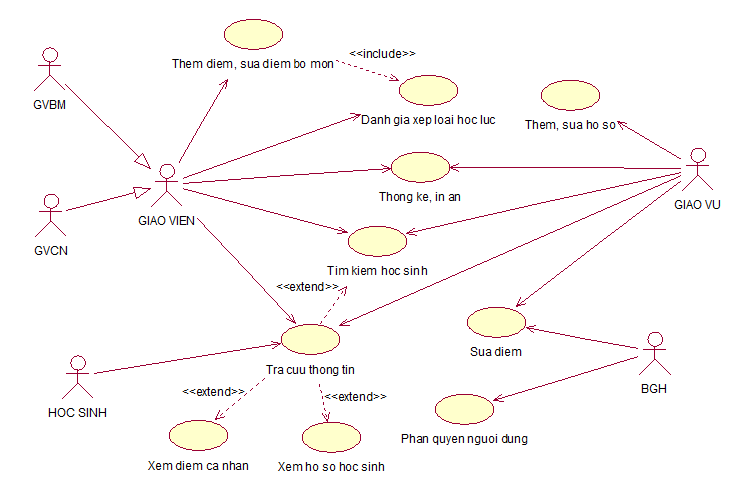 <<include>>
Them diem, sua diem bo mon
GVBM
Danh gia xep loai hoc luc
Them, sua ho so
Thong ke, in an
GIAO VU
GIAO VIEN
GVCN
Tim kiem hoc sinh
<<extend>>
Sua diem
Tra cuu thong tin
BGH
<<extend>>
<<extend>>
HOC SINH
Phan quyen nguoi dung
Xem diem ca nhan
Xem ho so hoc sinh